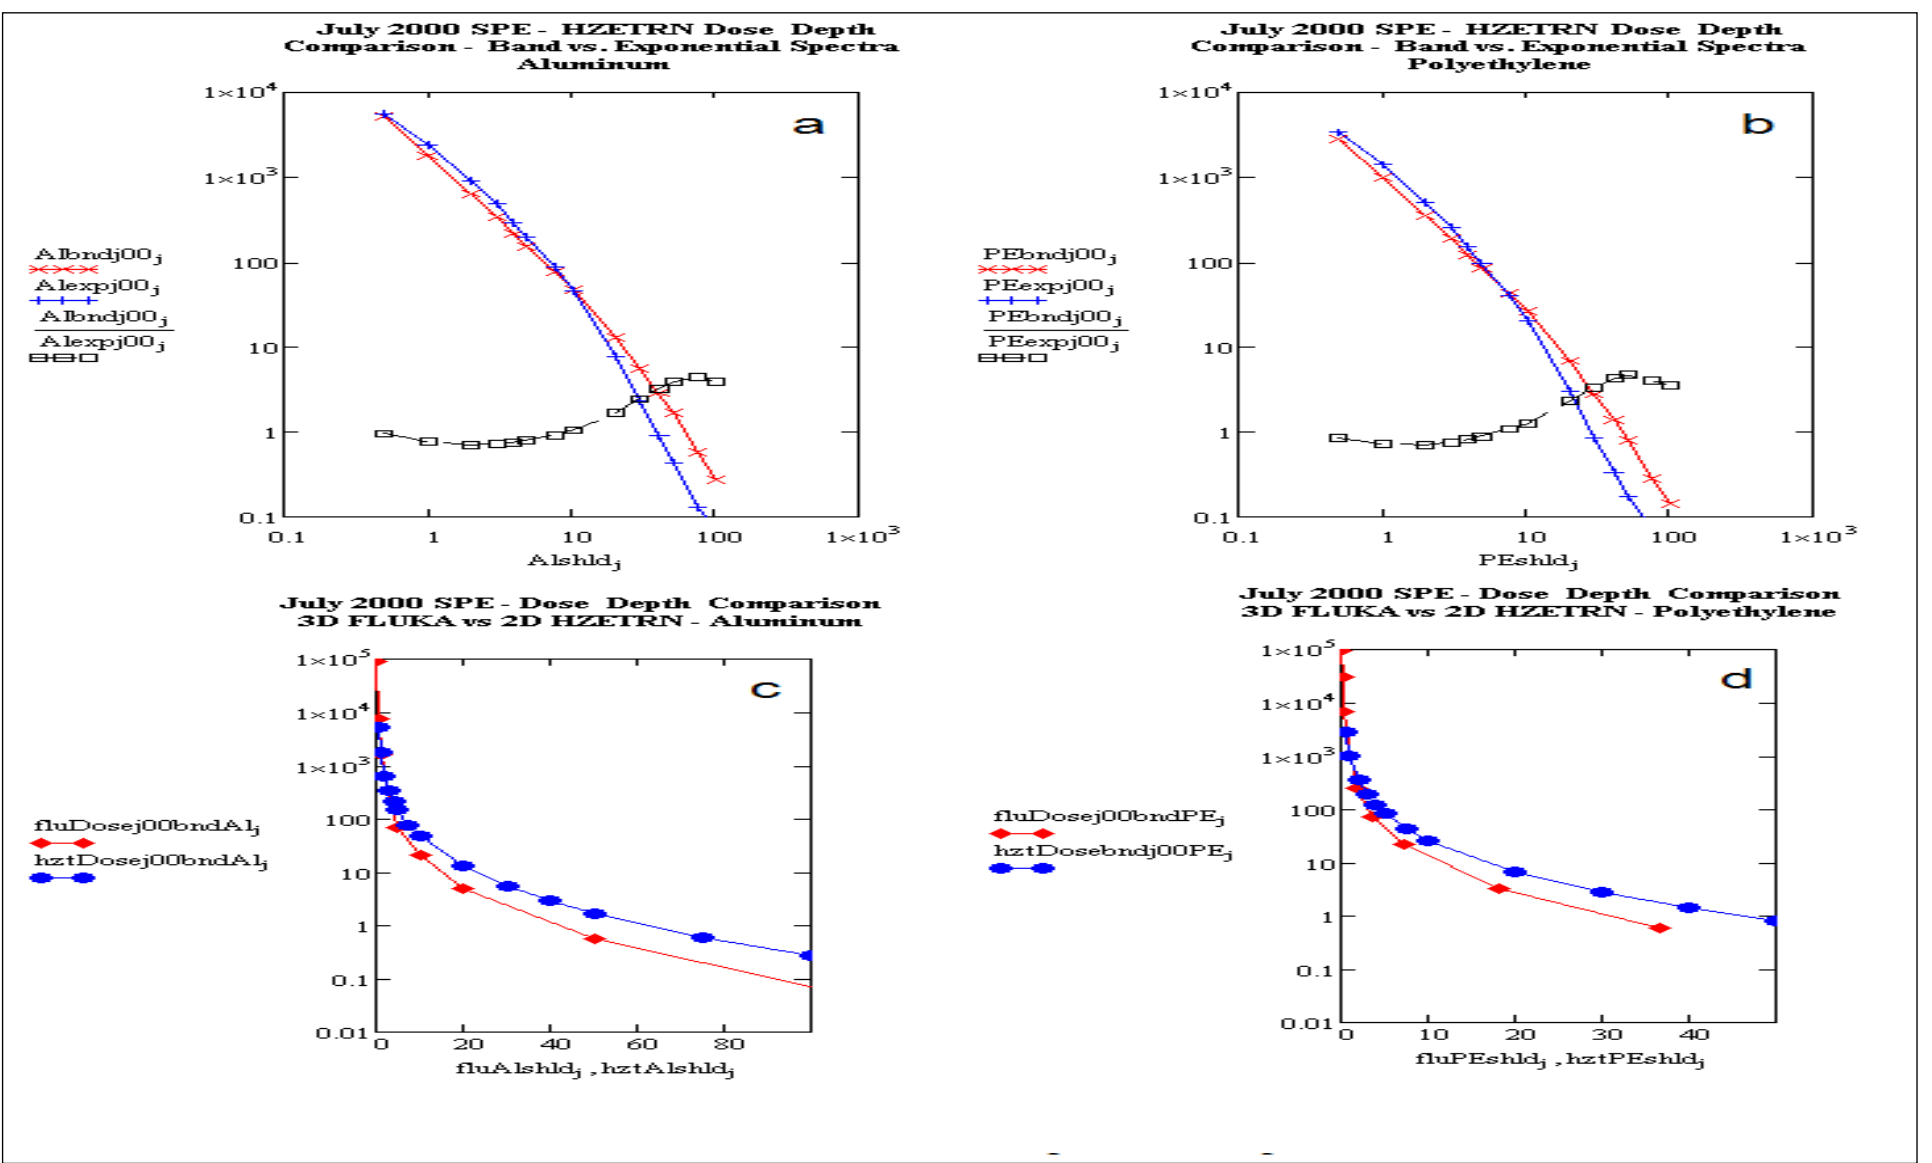 July 2000 SPE - HZETRN Dose Depth
Comparison - Band vs. Exponential Spectra
Aluminum
a
1×10⁴
1×10³
100
10
1
0.1
0.1 1 10 100 1×10³
Alshldⱼ
AIbndj00ⱼ
Alexpj00ⱼ
AIbndj00ⱼ
Alexpj00ⱼ
July 2000 SPE - HZETRN Dose Depth
Comparison - Band vs. Exponential Spectra
Polyethylene
b
1×10⁴
1×10³
100
10
1
0.1
0.1 1 10 100 1×10³
PEshldⱼ
PEbndj00ⱼ
PEexpj00ⱼ
PEbndj00ⱼ
PEexpj00ⱼ
July 2000 SPE - Dose Depth Comparison
3D FLUKA vs 2D HZETRN - Aluminum
c
1×10⁵
1×10⁴
1×10³
100
10
1
0.1
0.01
0 20 40 60 80
fluAlshldⱼ , hztAlshldⱼ
fluDosej00bndAlⱼ
hztDosej00bndAlⱼ
July 2000 SPE - Dose Depth Comparison
3D FLUKA vs 2D HZETRN - Polyethylene
d
1×10⁵
1×10⁴
1×10³
100
10
1
0.1
0.01
0 10 20 30 40
fluPEshldⱼ , hztPEshldⱼ
fluDosej00bndPEⱼ
hztDosebndj00PEⱼ